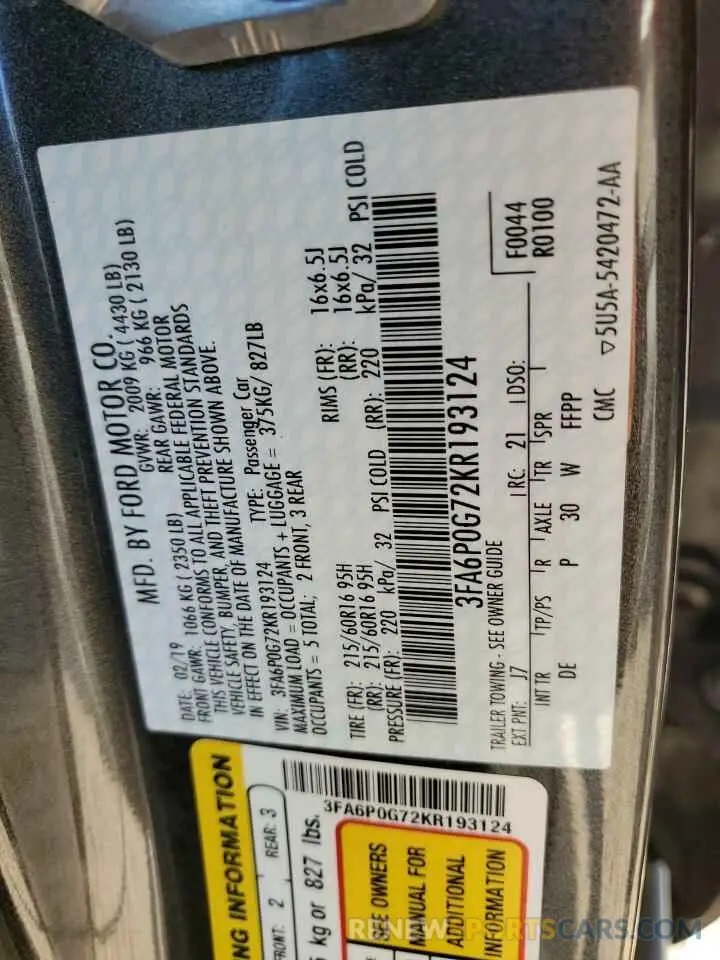 MFD. BY FORD MOTOR CO.
DATE: 02/19 GVWR: 2009 KG ( 4430 LB)
FRONT GAWR: 1066 KG ( 2350 LB) REAR GAWR: 966 KG ( 2130 LB)
THIS VEHICLE CONFORMS TO ALL APPLICABLE FEDERAL MOTOR
VEHICLE SAFETY, BUMPER, AND THEFT PREVENTION STANDARDS
IN EFFECT ON THE DATE OF MANUFACTURE SHOWN ABOVE.
VIN: 3FA6P0G72KR193124 TYPE: Passenger Car
MAXIMUM LOAD = OCCUPANTS + LUGGAGE = 375KG/ 827LB
OCCUPANTS = 5 TOTAL; 2 FRONT, 3 REAR
TIRE (FR): 215/60R16 95H RIMS (FR): 16x6.5J
(RR): 215/60R16 95H (RR): 16x6.5J
PRESSURE (FR): 220 kPa/ 32 PSI COLD (RR): 220 kPa/ 32 PSI COLD
3FA6P0G72KR193124
TRAILER TOWING - SEE OWNER GUIDE
F0044
R0100
EXT PNT: J7 RC: 21 DSO:
INT TR TP/PS R AXLE TR SPR
DE P 30 W FFPP
CMC ▽5U5A-5420472-AA
NG INFORMATION
FRONT: 2 REAR: 3
kg or 827 lbs.
3FA6P0G72KR193124
SEE OWNERS
MANUAL FOR
ADDITIONAL
INFORMATION
RENEWSPORTSCARS.COM